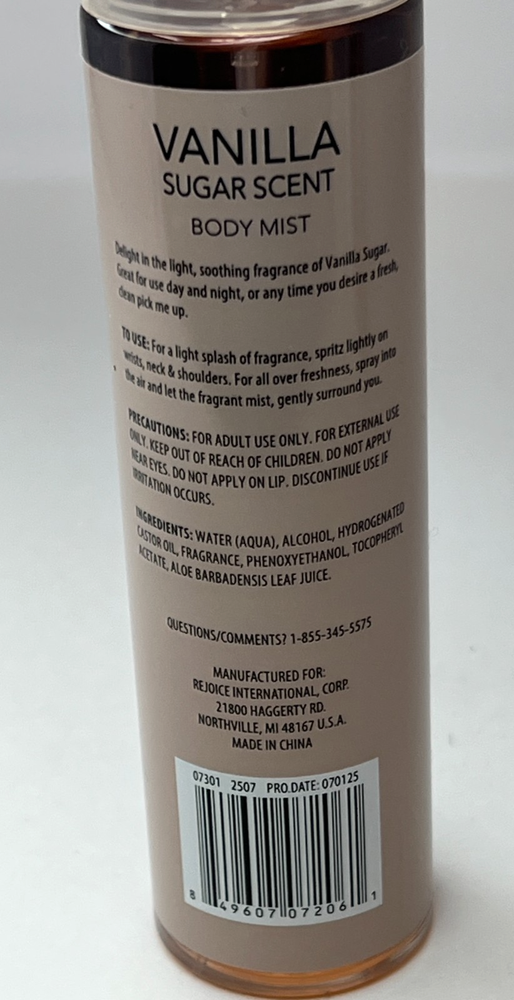 VANILLA
SUGAR SCENT
BODY MIST
Delight in the light, soothing fragrance of Vanilla Sugar.
Great for use day and night, or any time you desire a fresh,
clean pick me up.
TO USE: For a light splash of fragrance, spritz lightly on
wrists, neck & shoulders. For all over freshness, spray into
the air and let the fragrant mist, gently surround you.
PRECAUTIONS: FOR ADULT USE ONLY. FOR EXTERNAL USE
ONLY. KEEP OUT OF REACH OF CHILDREN. DO NOT APPLY
NEAR EYES. DO NOT APPLY ON LIP. DISCONTINUE USE IF
IRRITATION OCCURS.
INGREDIENTS: WATER (AQUA), ALCOHOL, HYDROGENATED
CASTOR OIL, FRAGRANCE, PHENOXYETHANOL, TOCOPHERYL
ACETATE, ALOE BARBADENSIS LEAF JUICE.
QUESTIONS/COMMENTS? 1-855-345-5575
MANUFACTURED FOR:
REJOICE INTERNATIONAL, CORP.
21800 HAGGERTY RD.
NORTHVILLE, MI 48167 U.S.A.
MADE IN CHINA
07301 2507 PRO.DATE: 070125
8 49607 07206 1